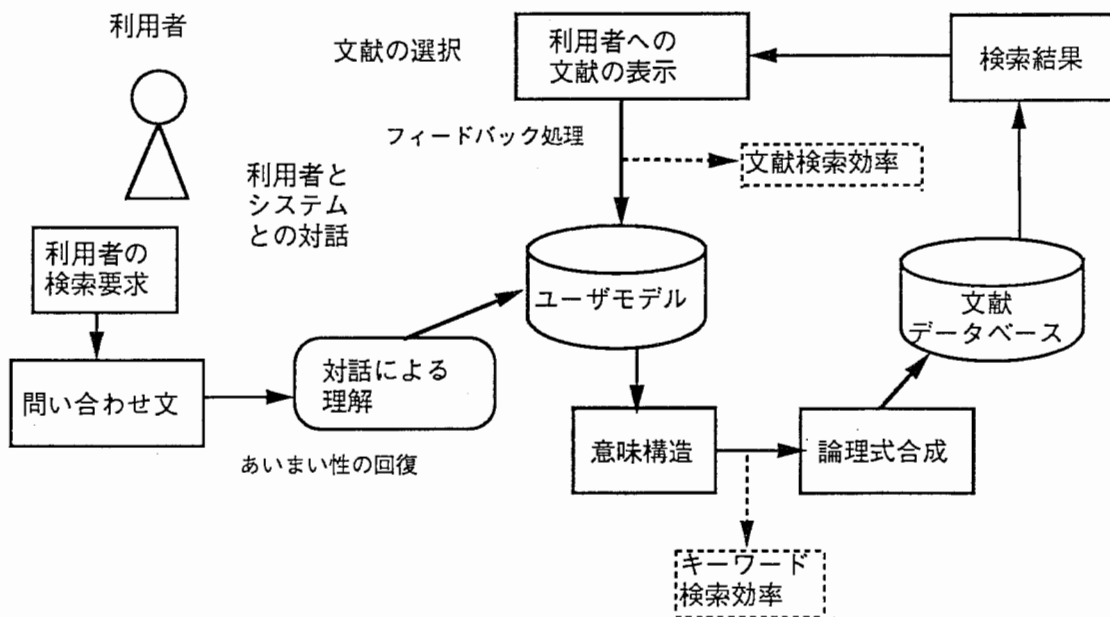 利用者
文献の選択
利用者への
文献の表示
検索結果
フィードバック処理
文献検索効率
利用者と
システム
との対話
利用者の
検索要求
ユーザモデル
文献
データベース
問い合わせ文
対話による
理解
あいまい性の回復
意味構造
論理式合成
キーワード
検索効率